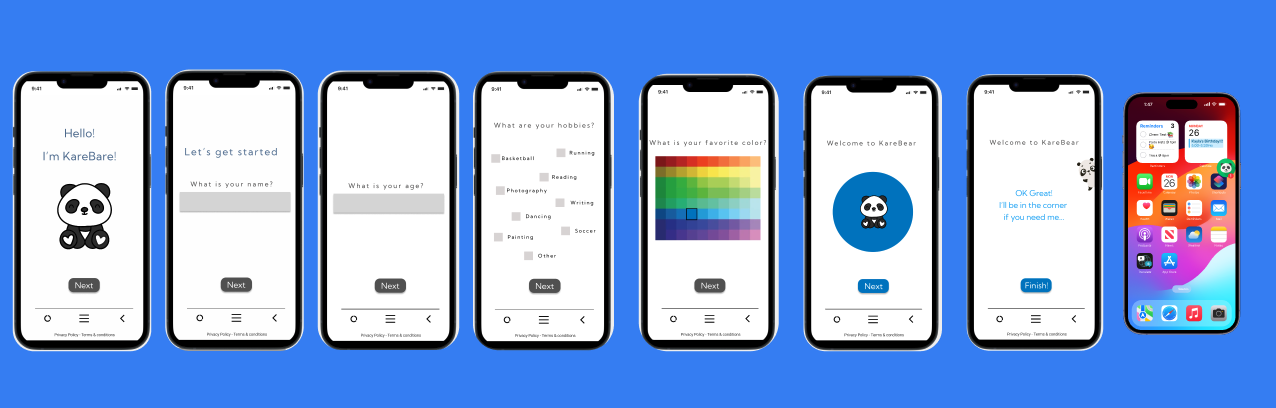 9:41
Hello!
I'm KareBare!
Next
Privacy Policy · Terms & conditions
9:41
Let's get started
What is your name?
Next
Privacy Policy · Terms & conditions
9:41
What is your age?
Next
Privacy Policy · Terms & conditions
9:41
What are your hobbies?
Basketball
Running
Reading
Photography
Writing
Dancing
Painting
Soccer
Other
Next
Privacy Policy · Terms & conditions
9:41
What is your favorite color?
Next
Privacy Policy · Terms & conditions
9:41
Welcome to KareBear
Next
Privacy Policy · Terms & conditions
9:41
Welcome to KareBear
OK Great!
I'll be in the corner
if you need me...
Finish!
Privacy Policy · Terms & conditions
1:47
Reminders 3
MONDAY
26
MON
26